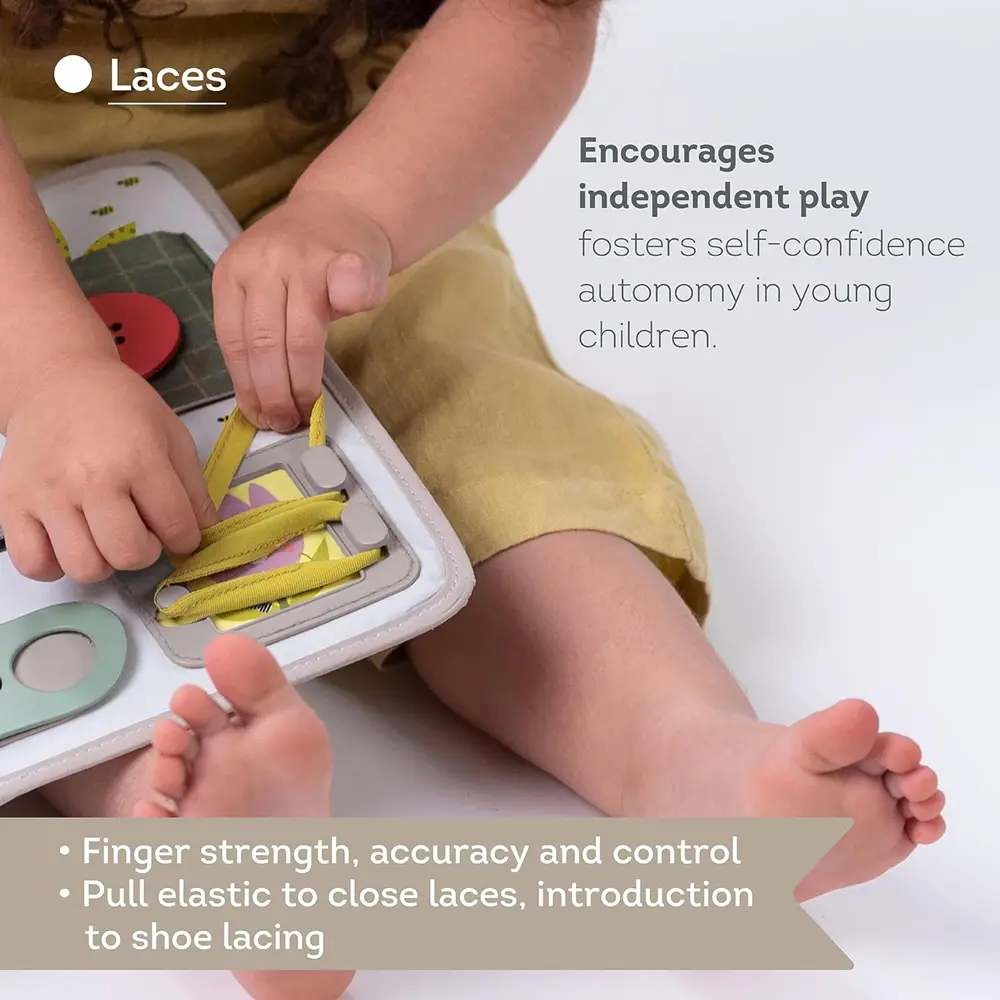 Laces
Encourages
independent play
fosters self-confidence
autonomy in young
children.
• Finger strength, accuracy and control
• Pull elastic to close laces, introduction
to shoe lacing